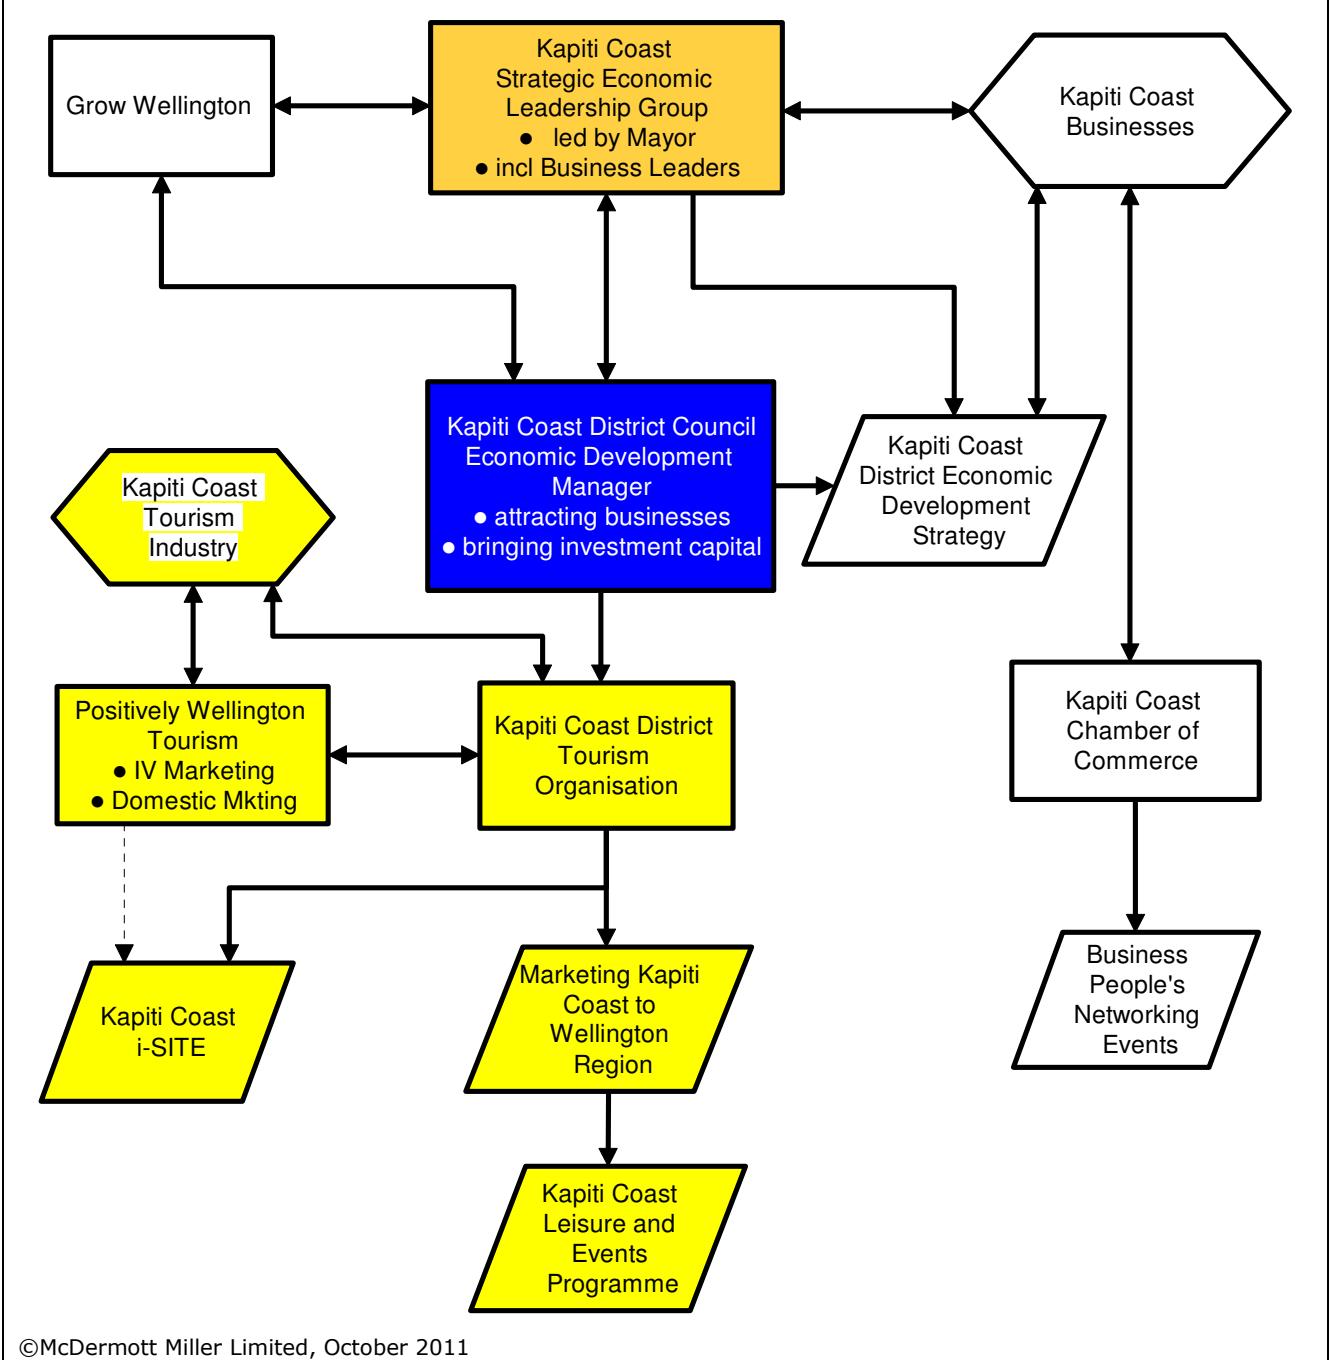 Grow Wellington
Kapiti Coast
Strategic Economic
Leadership Group
● led by Mayor
● incl Business Leaders
Kapiti Coast
Businesses
Kapiti Coast District Council
Economic Development
Manager
● attracting businesses
● bringing investment capital
Kapiti Coast
District Economic
Development
Strategy
Kapiti Coast
Tourism
Industry
Positively Wellington
Tourism
● IV Marketing
● Domestic Mkting
Kapiti Coast District
Tourism
Organisation
Kapiti Coast
Chamber of
Commerce
Kapiti Coast
i-SITE
Marketing Kapiti
Coast to
Wellington
Region
Business
People's
Networking
Events
Kapiti Coast
Leisure and
Events
Programme
©McDermott Miller Limited, October 2011